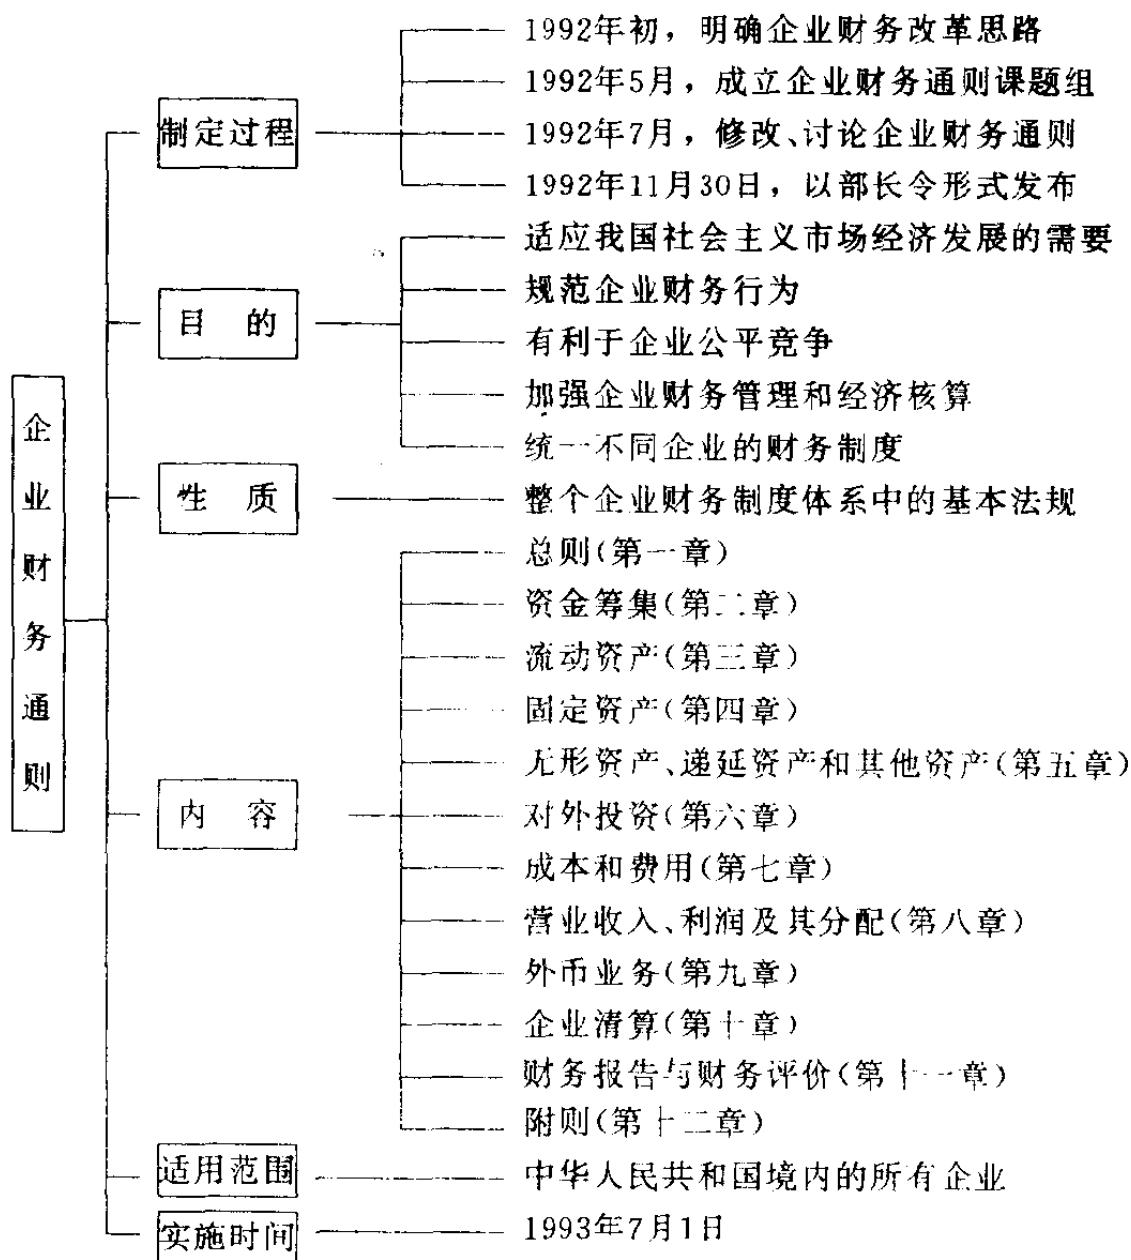 企业财务通则
制定过程
1992年初，明确企业财务改革思路
1992年5月，成立企业财务通则课题组
1992年7月，修改、讨论企业财务通则
1992年11月30日，以部长令形式发布
目 的
适应我国社会主义市场经济发展的需要
规范企业财务行为
有利于企业公平竞争
加强企业财务管理和经济核算
统一不同企业的财务制度
性 质
整个企业财务制度体系中的基本法规
内 容
总则(第一章)
资金筹集(第二章)
流动资产(第三章)
固定资产(第四章)
无形资产、递延资产和其他资产(第五章)
对外投资(第六章)
成本和费用(第七章)
营业收入、利润及其分配(第八章)
外币业务(第九章)
企业清算(第十章)
财务报告与财务评价(第十一章)
附则(第十二章)
适用范围
中华人民共和国境内的所有企业
实施时间
1993年7月1日